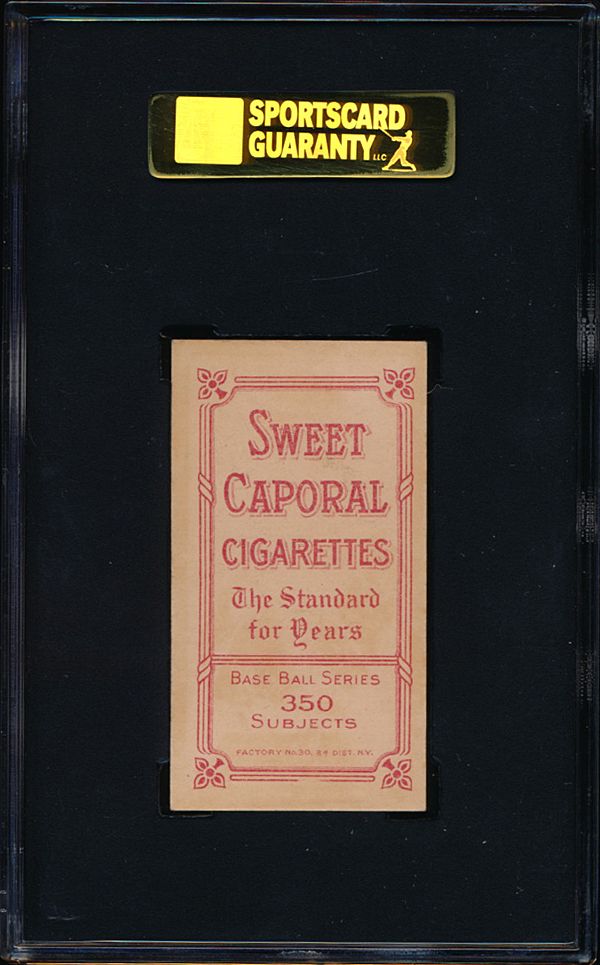 SPORTSCARD
GUARANTY LLC
SWEET
CAPORAL
CIGARETTES
The Standard
for Years
BASE BALL SERIES
350
SUBJECTS
FACTORY No. 30, 2d DIST. N.Y.